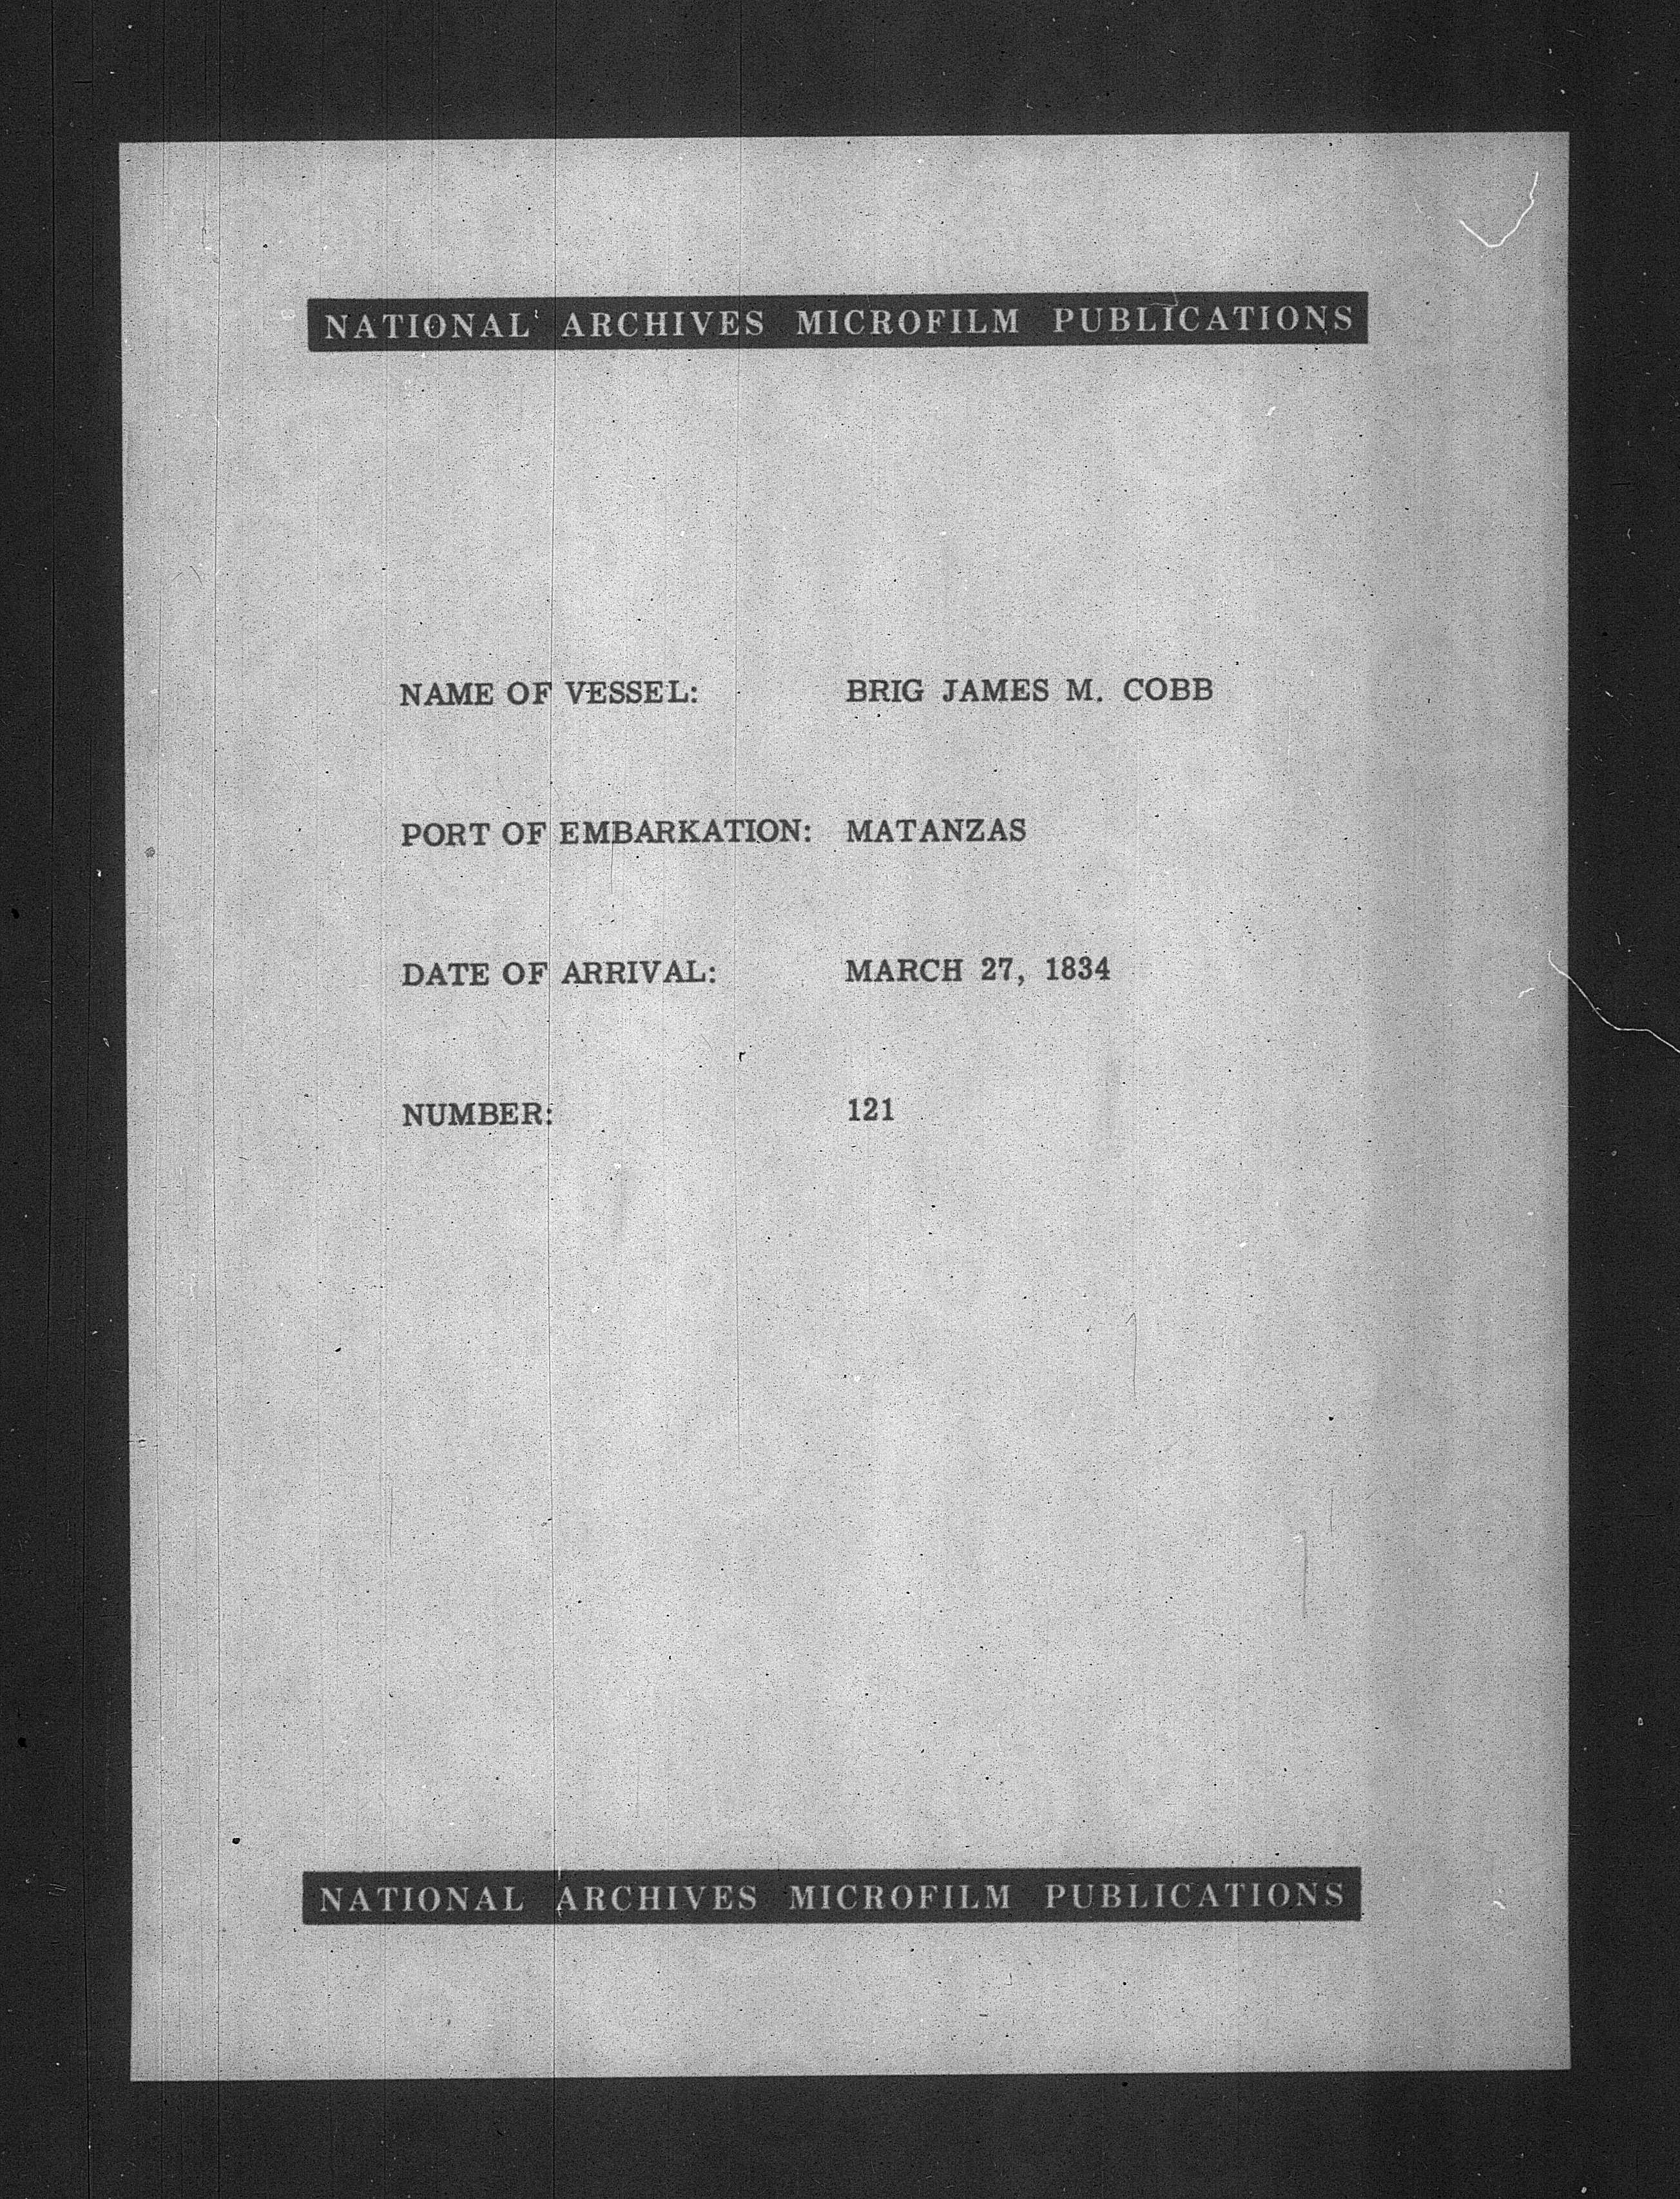 NATIONAL ARCHIVES MICROFILM PUBLICATIONS
NAME OF VESSEL: BRIG JAMES M. COBB
PORT OF EMBARKATION: MATANZAS
DATE OF ARRIVAL: MARCH 27, 1834
NUMBER: 121
NATIONAL ARCHIVES MICROFILM PUBLICATIONS